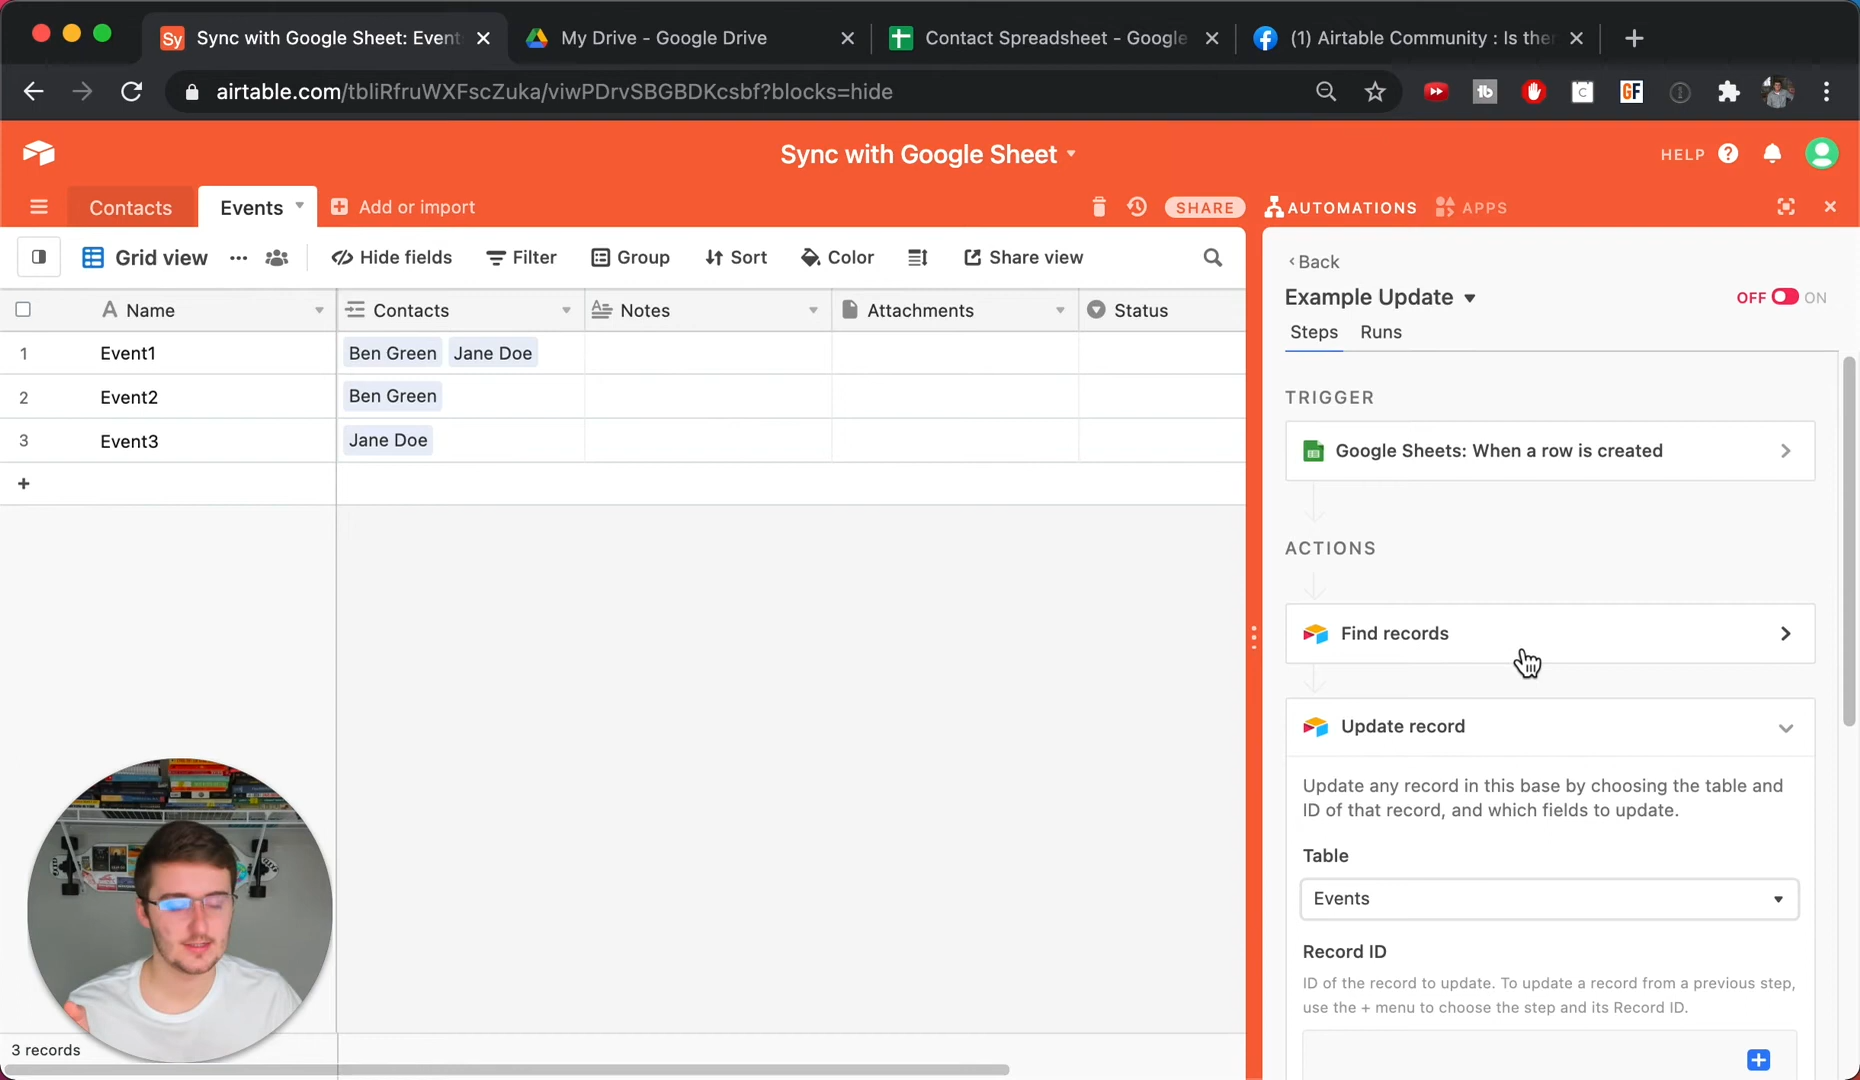 Sy Sync with Google Sheet: Event
My Drive - Google Drive
Contact Spreadsheet - Google
(1) Airtable Community : Is ther
airtable.com/tbliRfruWXFscZuka/viwPDrvSBGBDKcsbf?blocks=hide
tb
C
GF
Sync with Google Sheet
HELP ?
Contacts
Events
Add or import
SHARE
AUTOMATIONS
APPS
Grid view
Hide fields
Filter
Group
Sort
Color
Share view
Name
Contacts
Notes
Attachments
Status
1 Event1 Ben Green Jane Doe
2 Event2 Ben Green
3 Event3 Jane Doe
+
3 records
Back
Example Update
OFF ON
Steps Runs
TRIGGER
Google Sheets: When a row is created
ACTIONS
Find records
Update record
Update any record in this base by choosing the table and
ID of that record, and which fields to update.
Table
Events
Record ID
ID of the record to update. To update a record from a previous step,
use the + menu to choose the step and its Record ID.